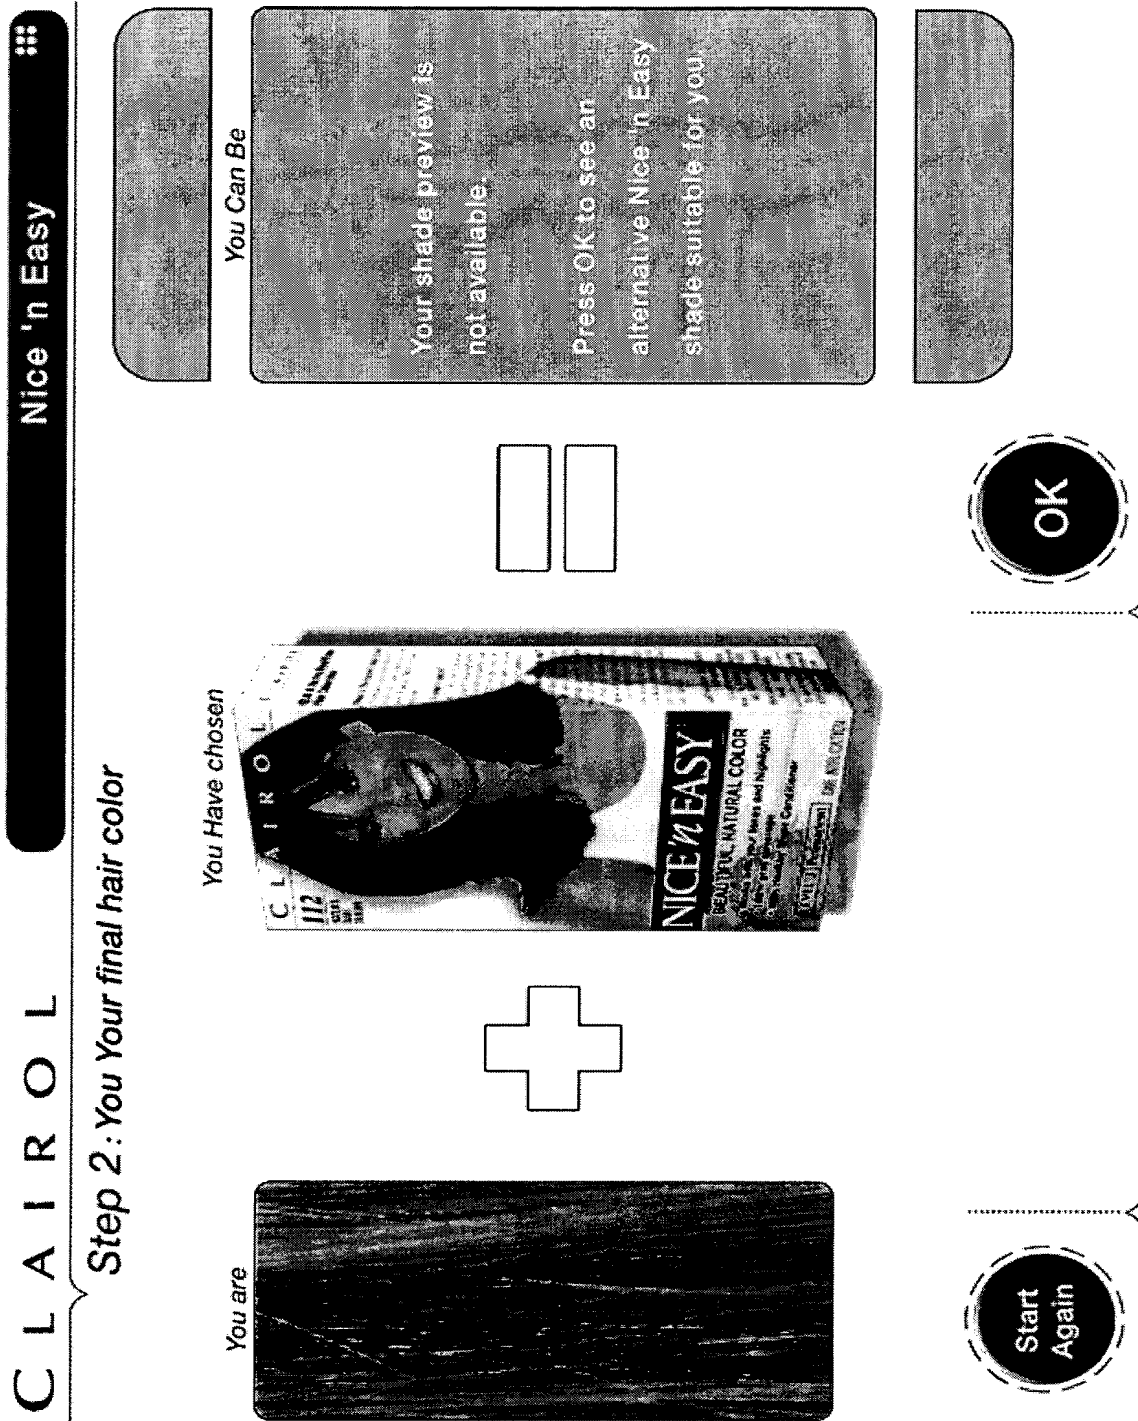 CLAIROL
Nice 'n Easy
Step 2 : You Your final hair color
You are
You Have chosen
CLAIROL
112
NICE'N EASY
BEAUTIFUL, NATURAL COLOR
You Can Be
Your shade preview is
not available.
Press OK to see an
alternative Nice 'n Easy
shade suitable for you.
Start
Again
OK